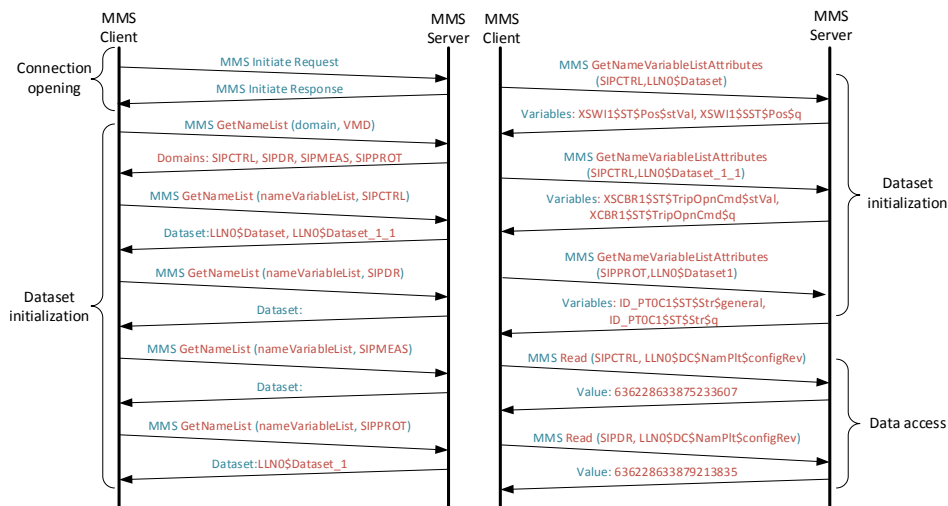 MMS
Client
MMS
Server
Connection
opening
MMS Initiate Request
MMS Initiate Response
MMS GetNameList (domain, VMD)
Domains: SIPCTRL, SIPDR, SIPMEAS, SIPPROT
MMS GetNameList (nameVariableList, SIPCTRL)
Dataset:LLN0$Dataset, LLN0$Dataset_1_1
MMS GetNameList (nameVariableList, SIPDR)
Dataset:
Dataset
initialization
MMS GetNameList (nameVariableList, SIPMEAS)
Dataset:
MMS GetNameList (nameVariableList, SIPPROT)
Dataset:LLN0$Dataset_1
MMS
Client
MMS
Server
MMS GetNameVariableListAttributes
(SIPCTRL,LLN0$Dataset)
Variables: XSWI1$ST$Pos$stVal, XSWI1$SST$Pos$q
MMS GetNameVariableListAttributes
(SIPCTRL,LLN0$Dataset_1_1)
Variables: XSCBR1$ST$TripOpnCmd$stVal,
XCBR1$ST$TripOpnCmd$q
Dataset
initialization
MMS GetNameVariableListAttributes
(SIPPROT,LLN0$Dataset1)
Variables: ID_PT0C1$ST$Str$general,
ID_PT0C1$ST$Str$q
MMS Read (SIPCTRL, LLN0$DC$NamPlt$configRev)
Value: 636228633875233607
Data access
MMS Read (SIPDR, LLN0$DC$NamPlt$configRev)
Value: 636228633879213835